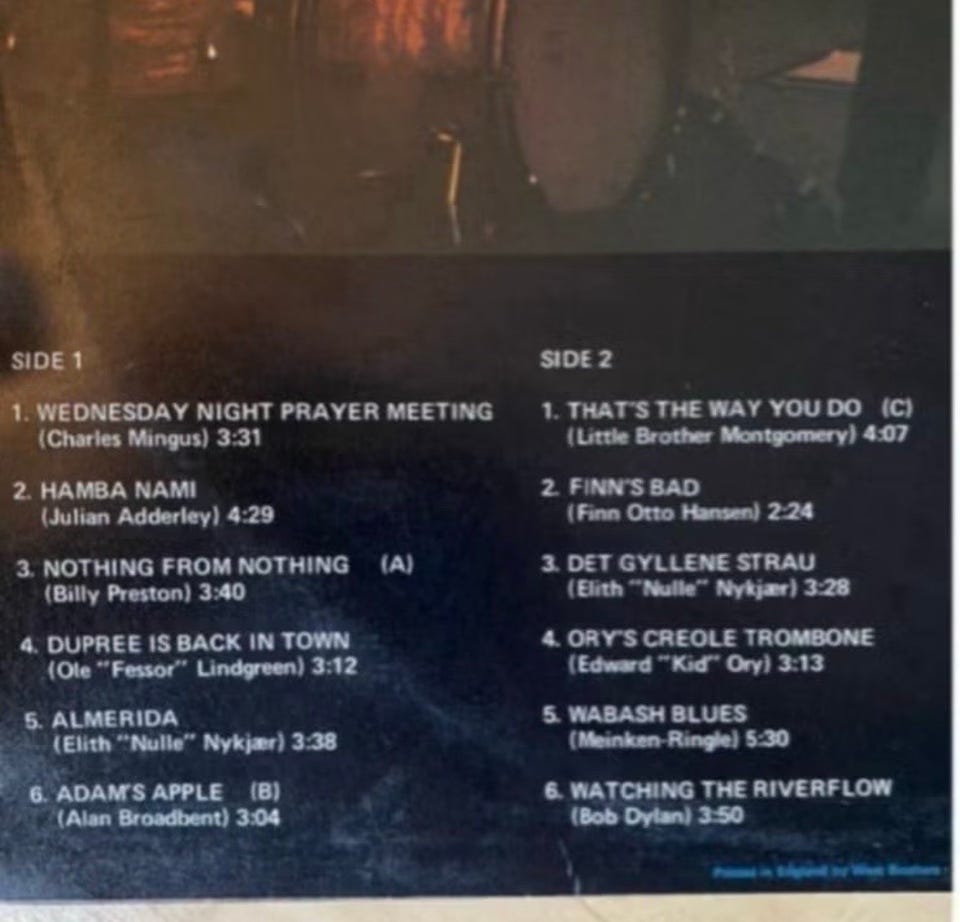 SIDE 1
1. WEDNESDAY NIGHT PRAYER MEETING
(Charles Mingus) 3:31
2. HAMBA NAMI
(Julian Adderley) 4:29
3. NOTHING FROM NOTHING (A)
(Billy Preston) 3:40
4. DUPREE IS BACK IN TOWN
(Ole "Fessor" Lindgreen) 3:12
5. ALMERIDA
(Elith "Nulle" Nykjær) 3:38
6. ADAM'S APPLE (B)
(Alan Broadbent) 3:04
SIDE 2
1. THAT'S THE WAY YOU DO (C)
(Little Brother Montgomery) 4:07
2. FINN'S BAD
(Finn Otto Hansen) 2:24
3. DET GYLLENE STRAU
(Elith "Nulle" Nykjær) 3:28
4. ORY'S CREOLE TROMBONE
(Edward "Kid" Ory) 3:13
5. WABASH BLUES
(Meinken-Ringle) 5:30
6. WATCHING THE RIVERFLOW
(Bob Dylan) 3:50
Printed in England by